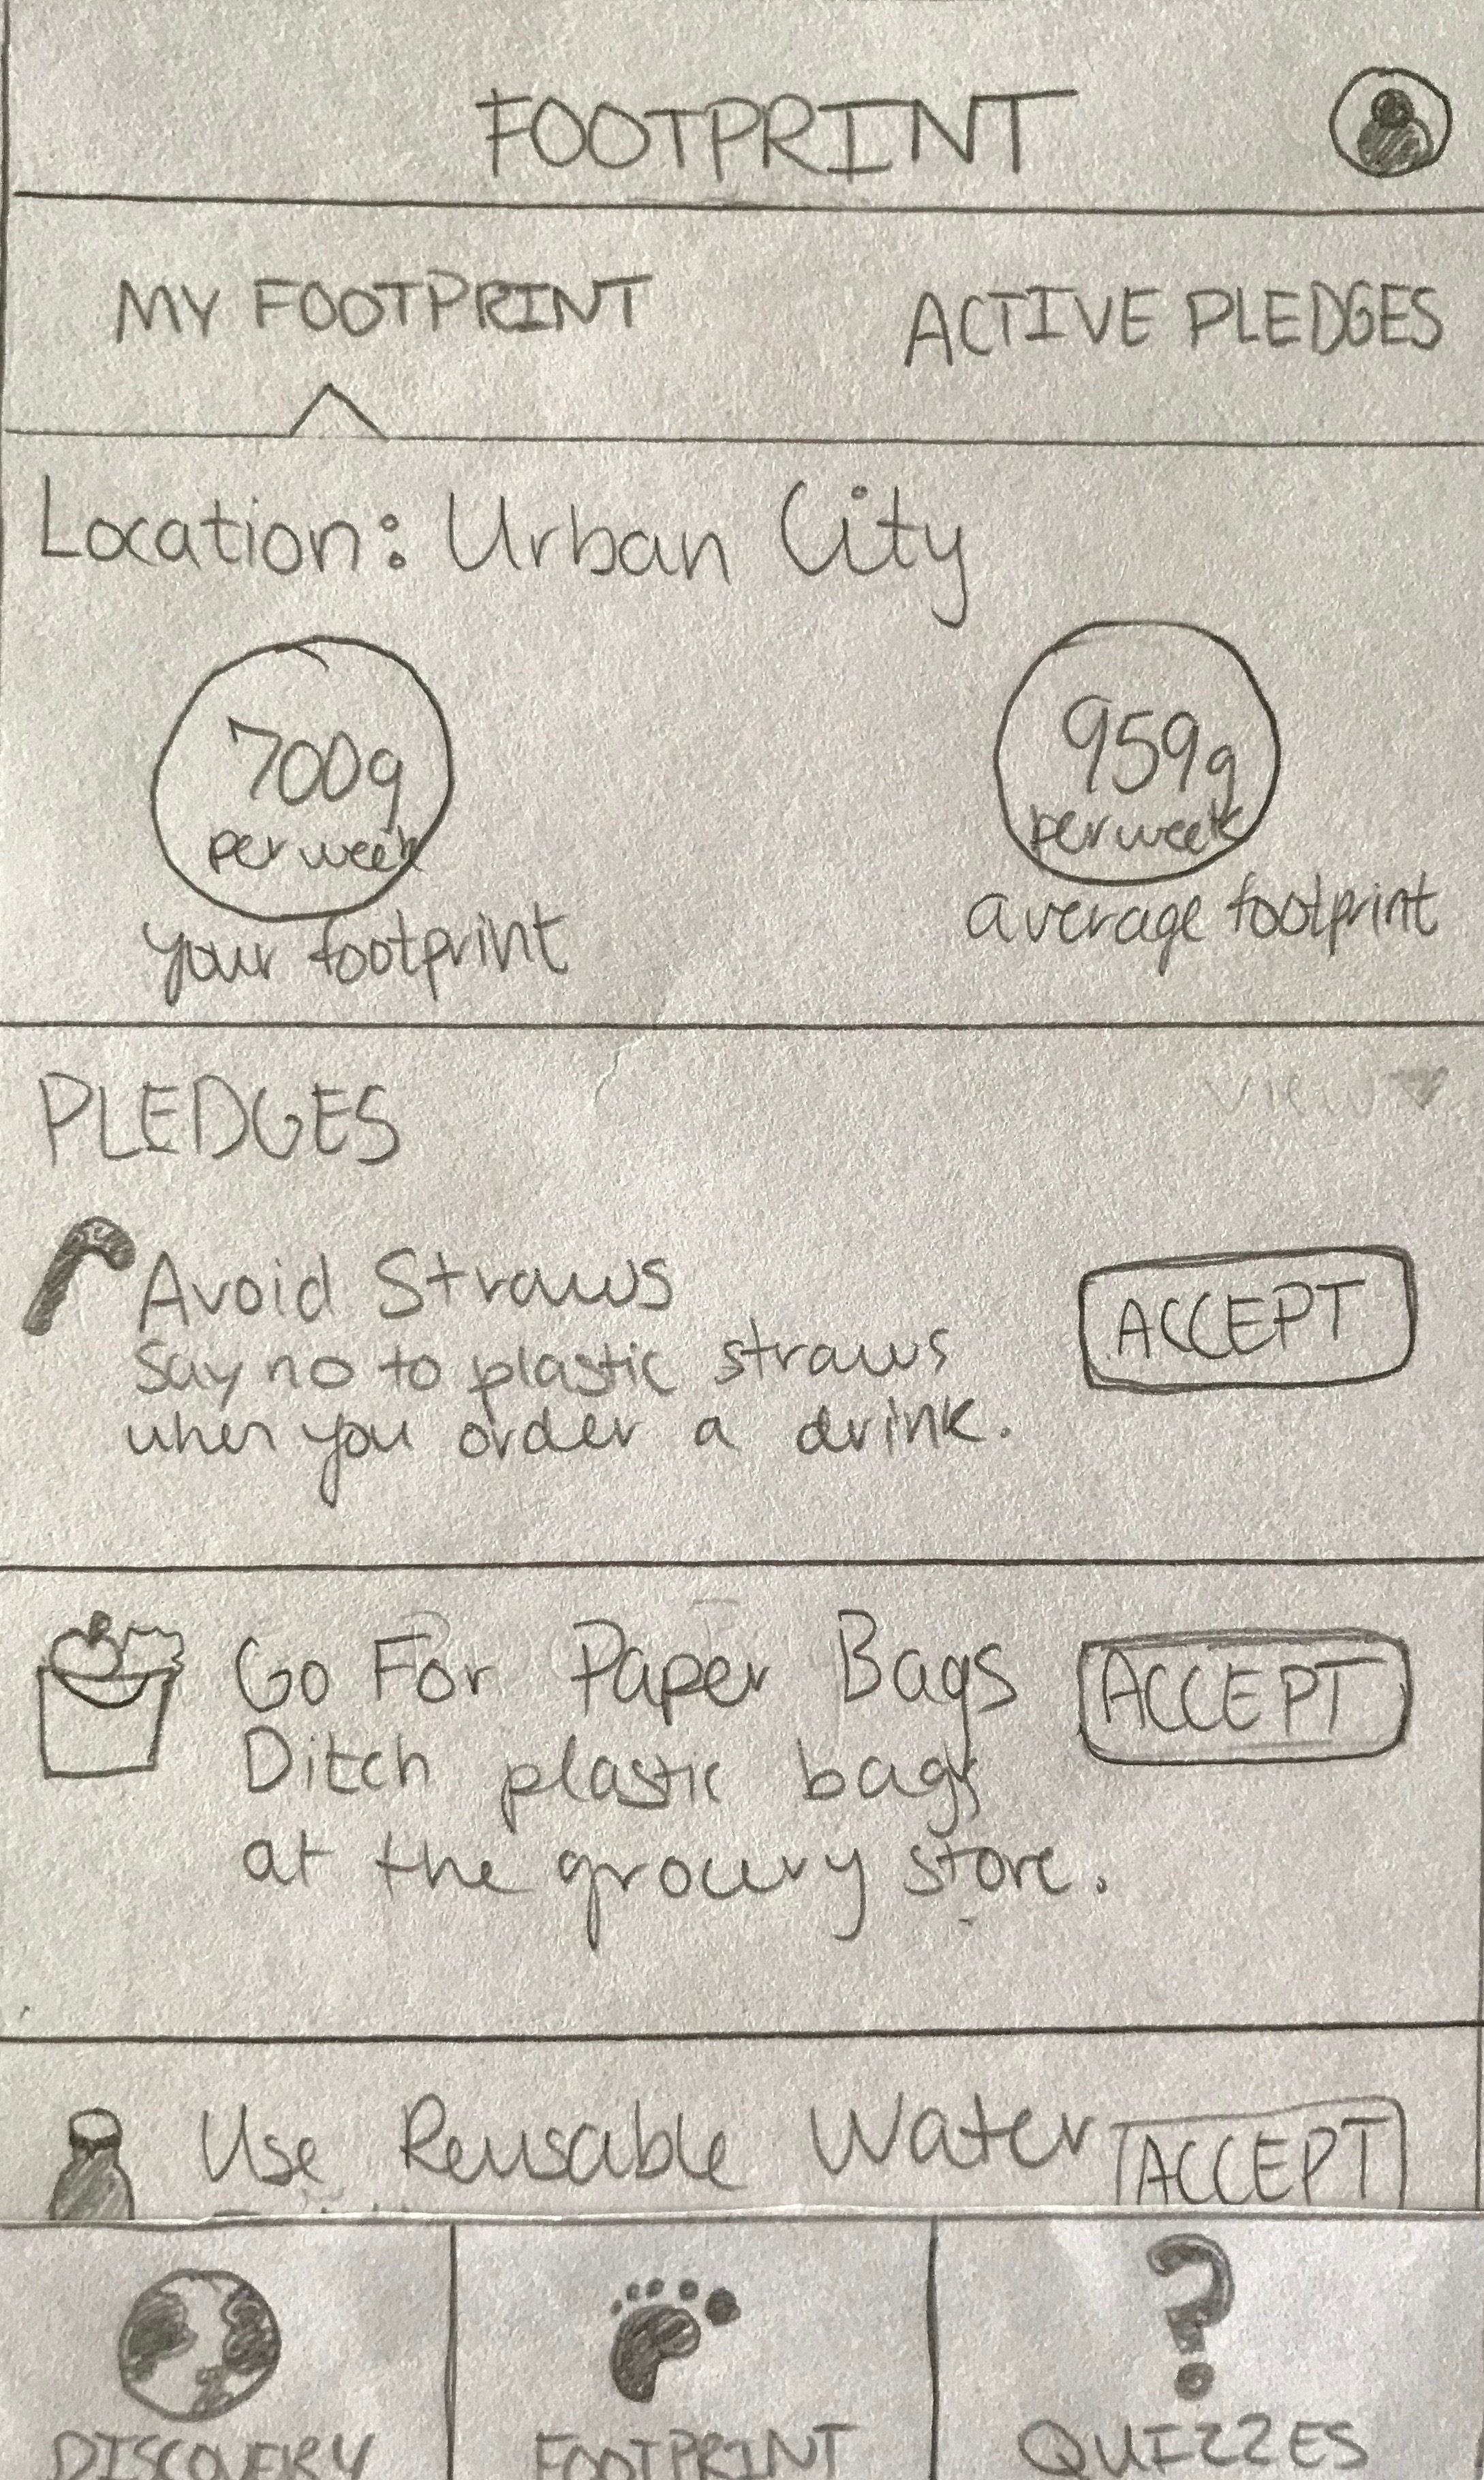 FOOTPRINT
MY FOOTPRINT
ACTIVE PLEDGES
Location: Urban City
700g
per week
your footprint
959g
per week
average footprint
PLEDGES
VIEW
Avoid Straws
Say no to plastic straws
when you order a drink.
ACCEPT
Go For Paper Bags
Ditch plastic bags
at the grocery store.
ACCEPT
Use Reusable Water
ACCEPT
DISCOVERY
FOOTPRINT
QUIZZES